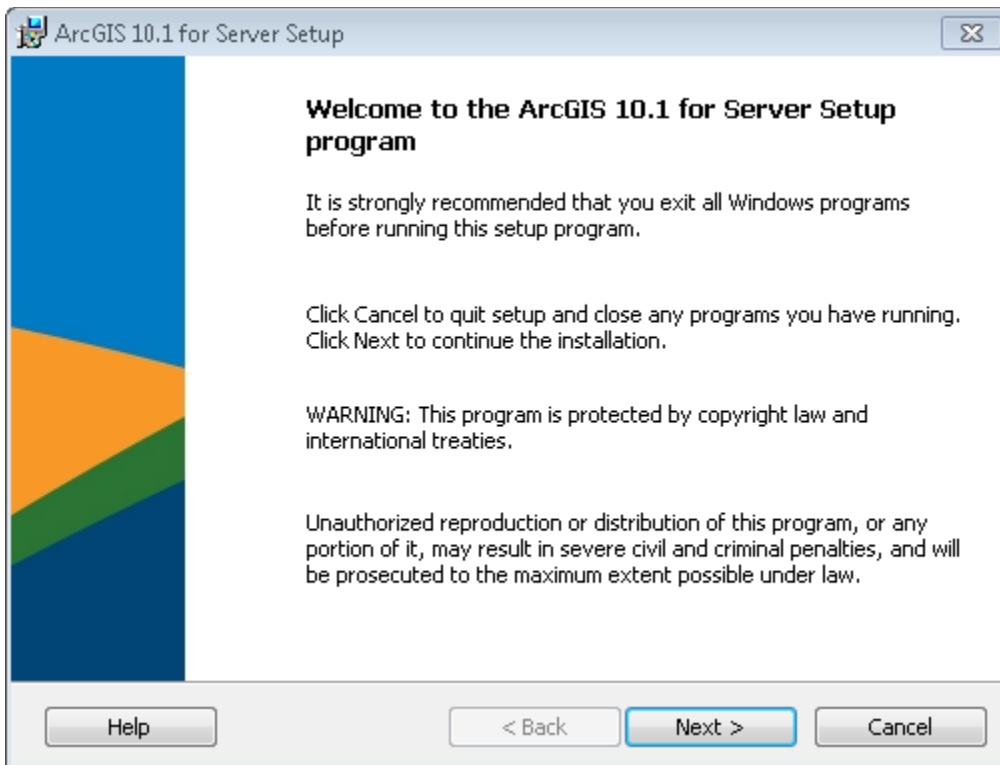 ArcGIS 10.1 for Server Setup
Welcome to the ArcGIS 10.1 for Server Setup
program
It is strongly recommended that you exit all Windows programs
before running this setup program.
Click Cancel to quit setup and close any programs you have running.
Click Next to continue the installation.
WARNING: This program is protected by copyright law and
international treaties.
Unauthorized reproduction or distribution of this program, or any
portion of it, may result in severe civil and criminal penalties, and will
be prosecuted to the maximum extent possible under law.
Help
< Back
Next >
Cancel